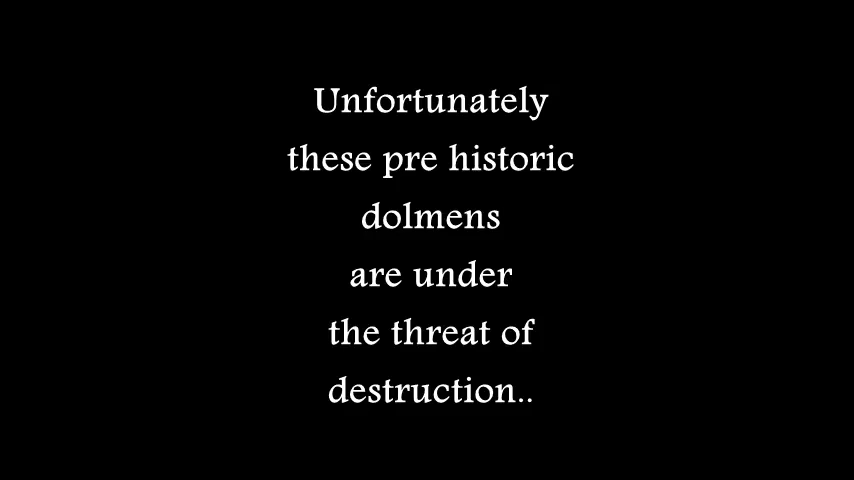 Unfortunately
these pre historic
dolmens
are under
the threat of
destruction..